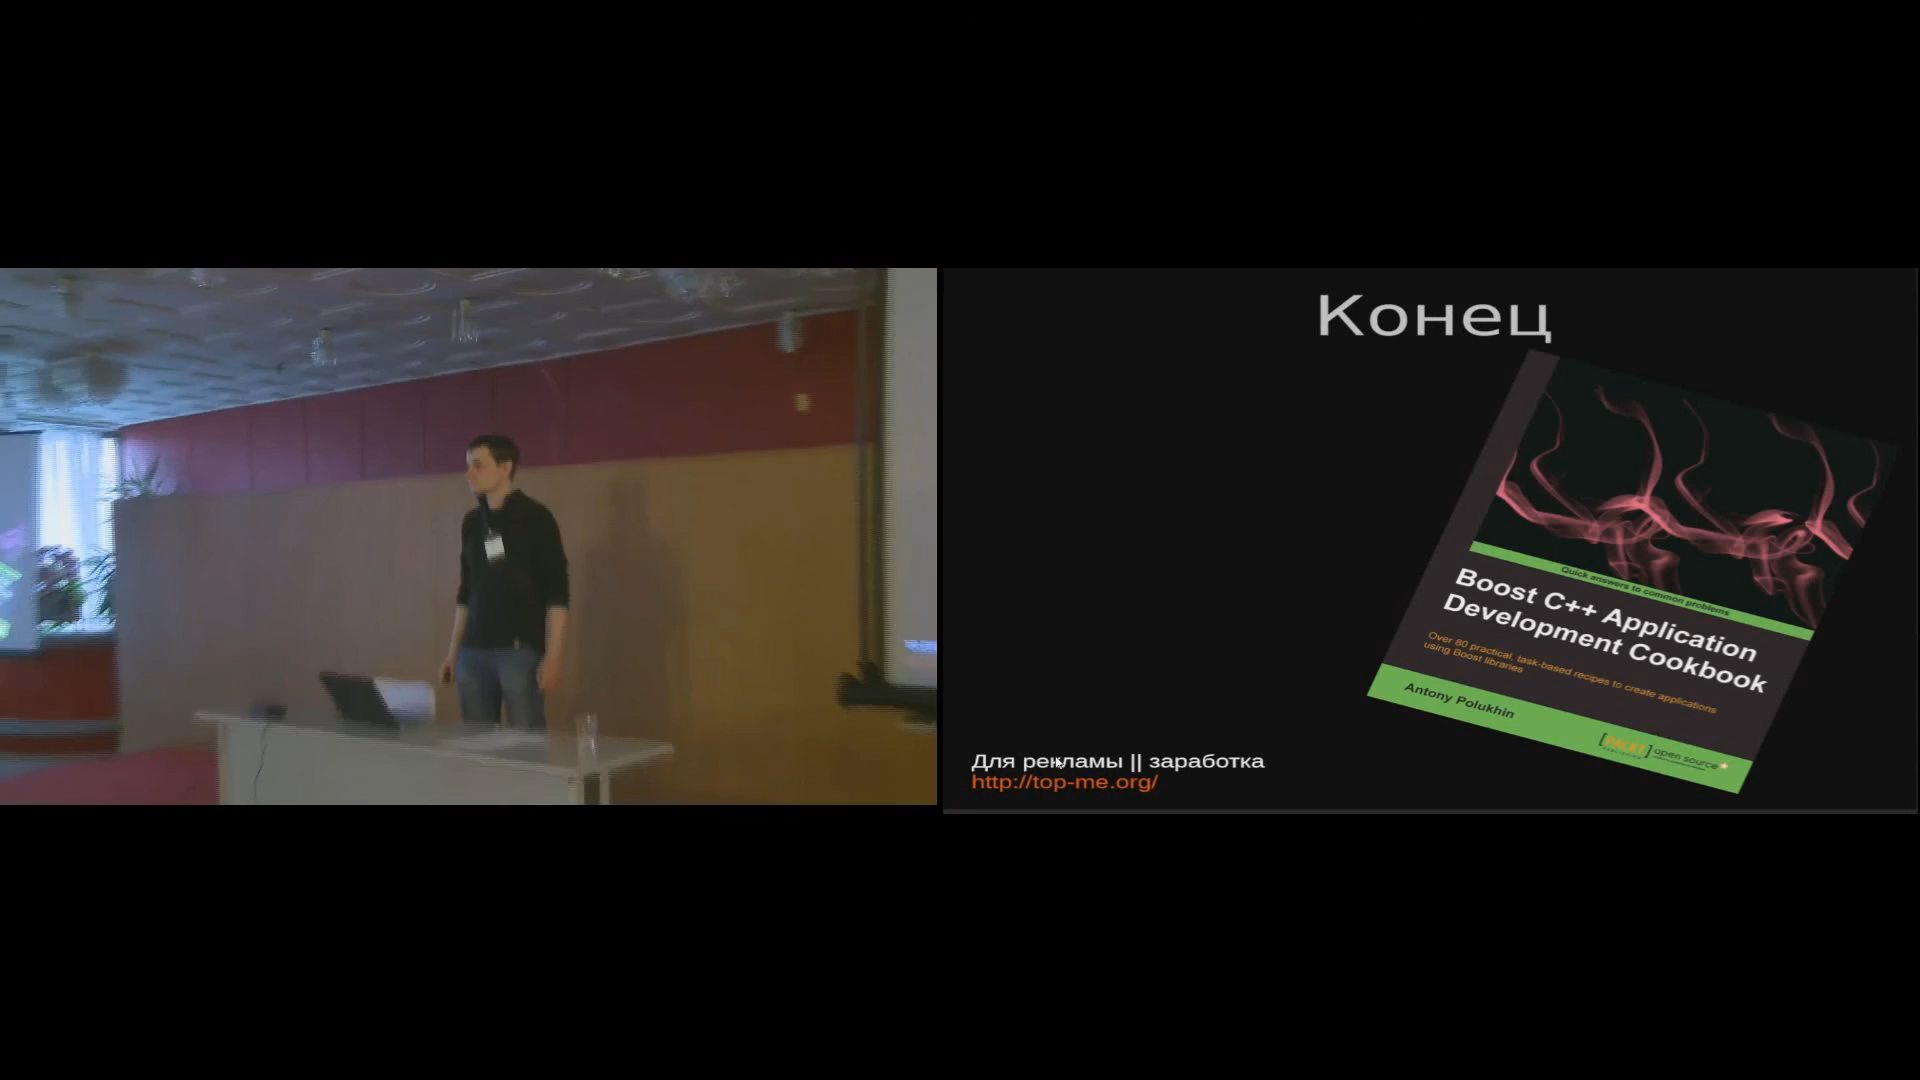 Конец
Quick answers to common problems
Boost C++ Application
Development Cookbook
Over 80 practical, task-based recipes to create applications
using Boost libraries
Antony Polukhin
[PACKT]
open source
Для рекламы || заработка
http://top-me.org/